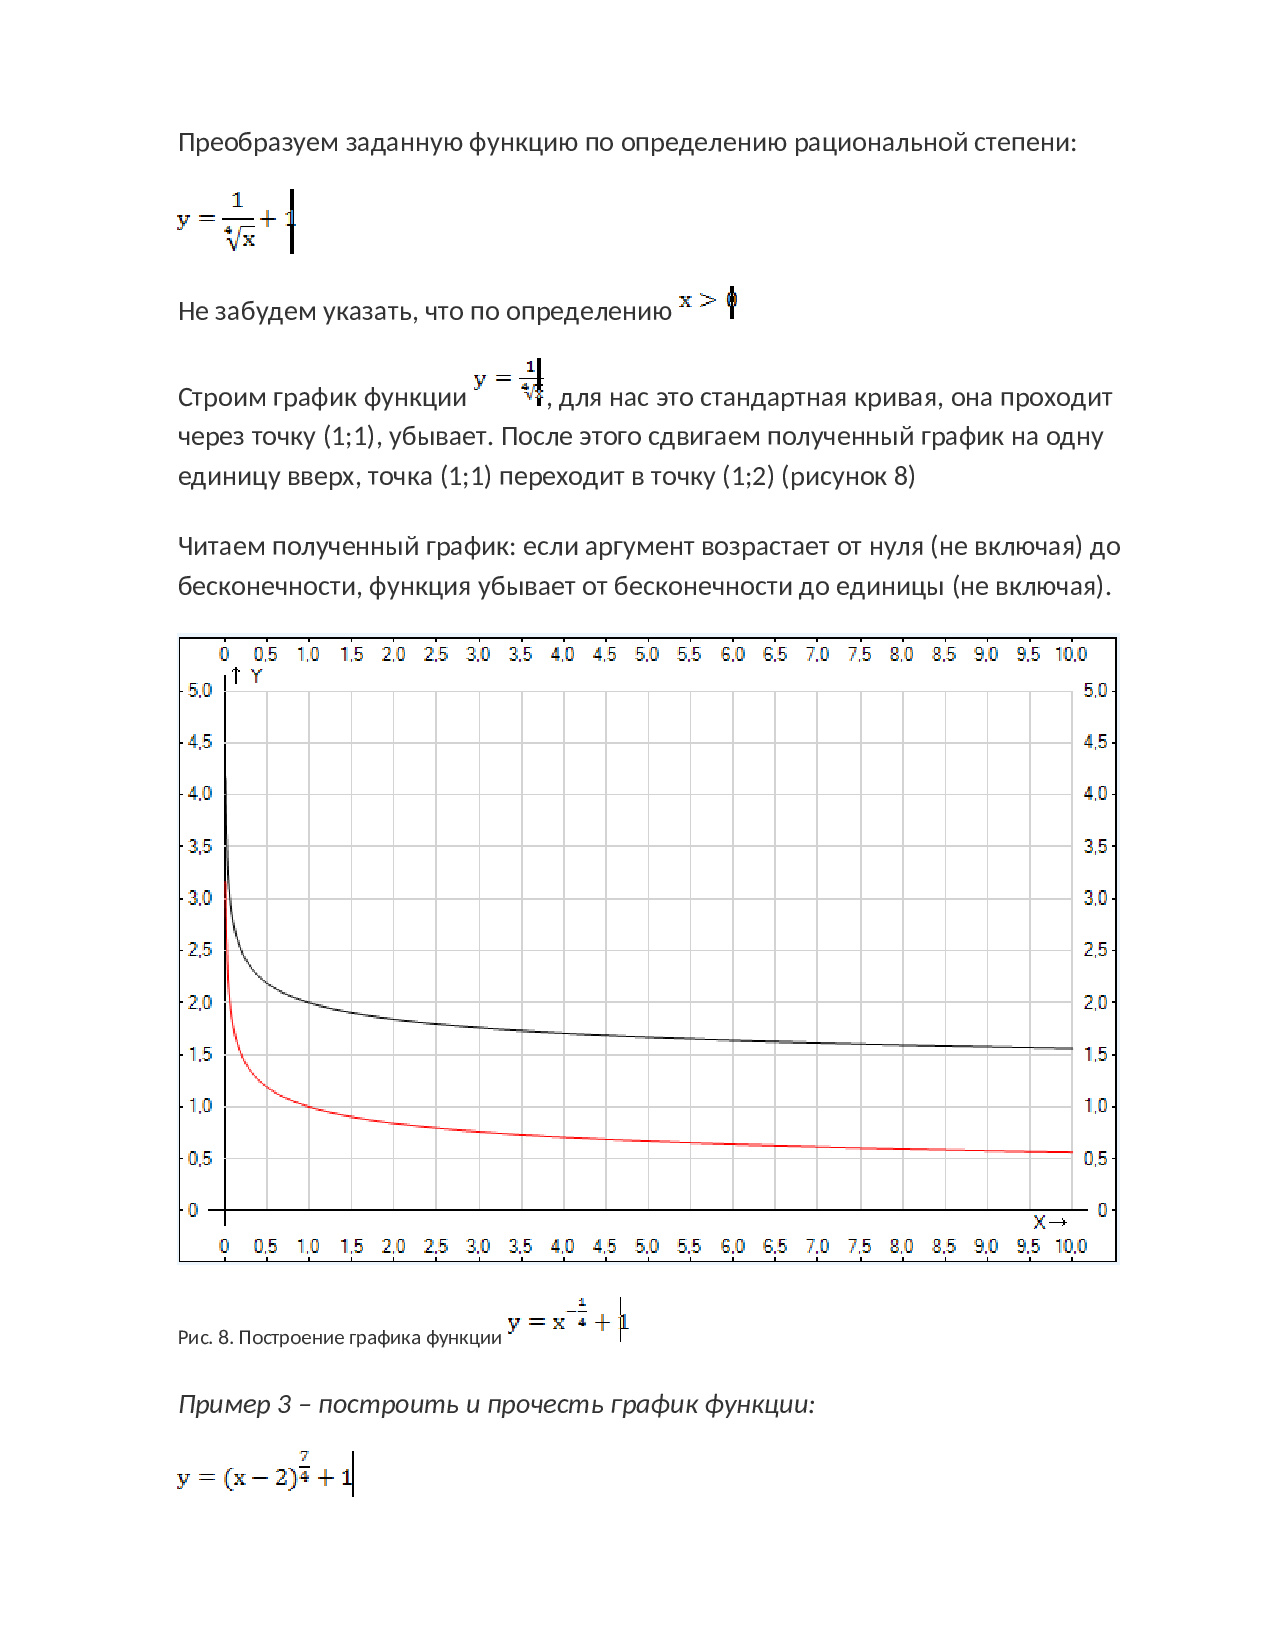 Преобразуем заданную функцию по определению рациональной степени:
y = 1/⁴√x + 1
Не забудем указать, что по определению x > 0
Строим график функции y = 1/⁴√x, для нас это стандартная кривая, она проходит
через точку (1;1), убывает. После этого сдвигаем полученный график на одну
единицу вверх, точка (1;1) переходит в точку (1;2) (рисунок 8)
Читаем полученный график: если аргумент возрастает от нуля (не включая) до
бесконечности, функция убывает от бесконечности до единицы (не включая).
0 0,5 1,0 1,5 2,0 2,5 3,0 3,5 4,0 4,5 5,0 5,5 6,0 6,5 7,0 7,5 8,0 8,5 9,0 9,5 10,0
↑ Y
5,0 5,0
4,5 4,5
4,0 4,0
3,5 3,5
3,0 3,0
2,5 2,5
2,0 2,0
1,5 1,5
1,0 1,0
0,5 0,5
0 0
X→
0 0,5 1,0 1,5 2,0 2,5 3,0 3,5 4,0 4,5 5,0 5,5 6,0 6,5 7,0 7,5 8,0 8,5 9,0 9,5 10,0
Рис. 8. Построение графика функции y = x^(-1/4) + 1
Пример 3 – построить и прочесть график функции:
y = (x − 2)^(7/4) + 1